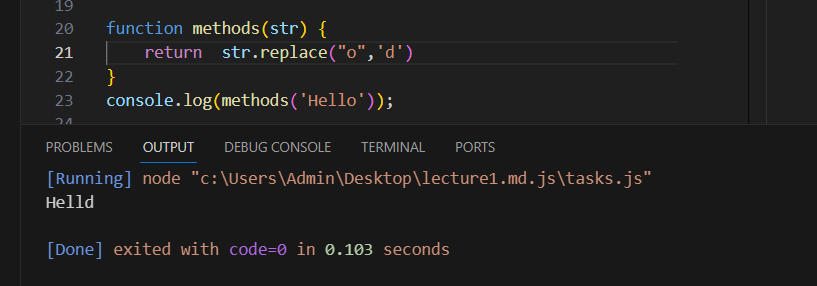 19
20 function methods(str) {
21 return  str.replace("o",'d')
22 }
23 console.log(methods('Hello'));
24
PROBLEMS OUTPUT DEBUG CONSOLE TERMINAL PORTS
[Running] node "c:\Users\Admin\Desktop\lecture1.md.js\tasks.js"
Helld
[Done] exited with code=0 in 0.103 seconds